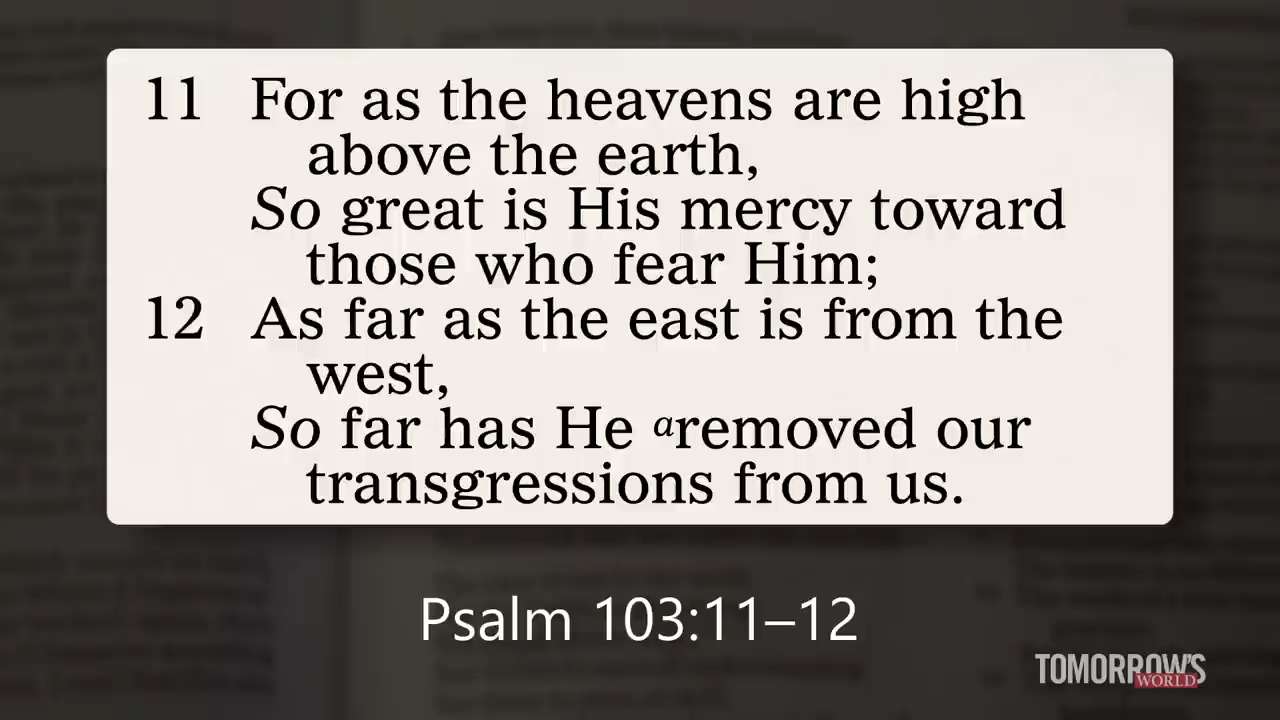 11 For as the heavens are high
above the earth,
So great is His mercy toward
those who fear Him;
12 As far as the east is from the
west,
So far has He aremoved our
transgressions from us.
Psalm 103:11–12
TOMORROW'S
WORLD